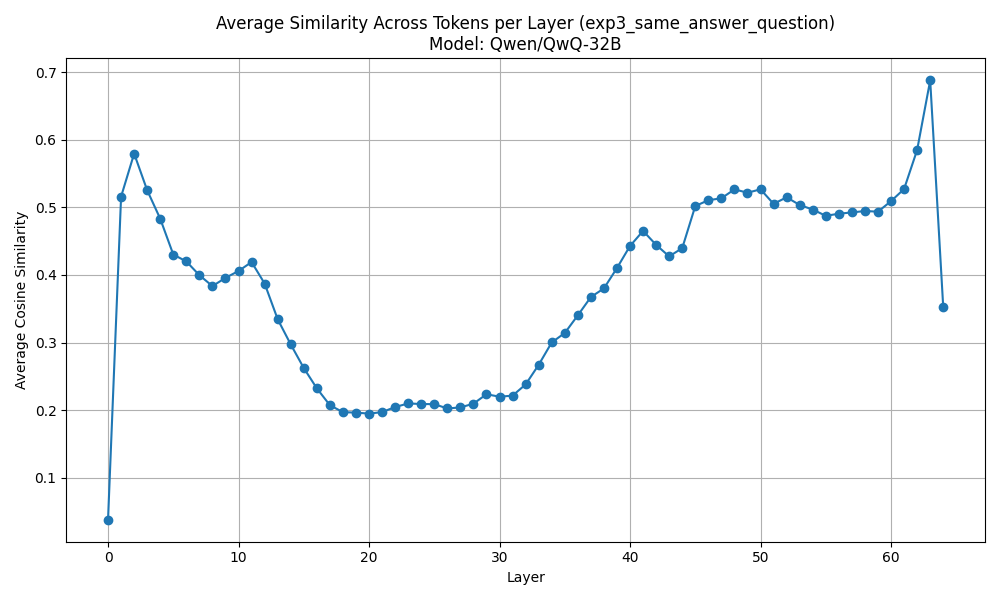 Average Similarity Across Tokens per Layer (exp3_same_answer_question)
Model: Qwen/QwQ-32B
Average Cosine Similarity
0.7
0.6
0.5
0.4
0.3
0.2
0.1
0 10 20 30 40 50 60
Layer